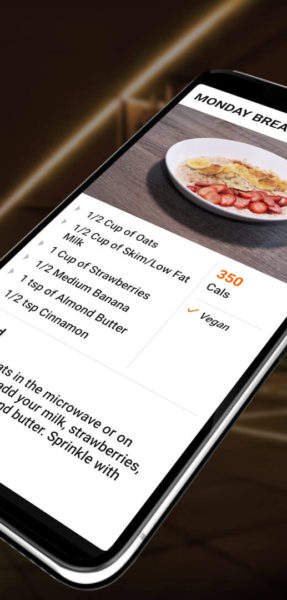 MONDAY BREA
1/2 Cup of Oats
1/2 Cup of Skim/Low Fat
Milk
1 Cup of Strawberries
1/2 Medium Banana
1 tsp of Almond Butter
1/2 tsp Cinnamon
350
Cals
Vegan
d
ats in the microwave or on
add your milk, strawberries,
nd butter. Sprinkle with